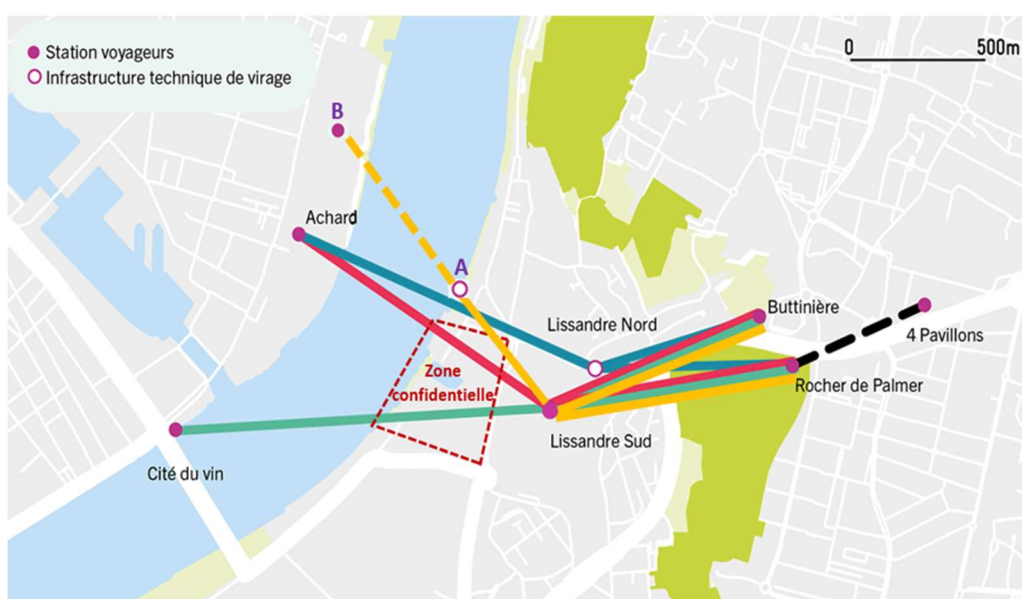 Station voyageurs
Infrastructure technique de virage
0 500m
B
Achard
A
Lissandre Nord
Buttinière
4 Pavillons
Zone
confidentielle
Rocher de Palmer
Lissandre Sud
Cité du vin